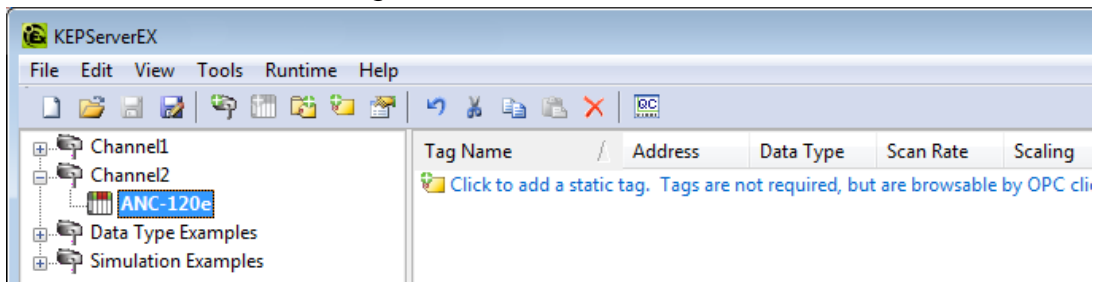 KEPServerEX
File Edit View Tools Runtime Help
Channel1
Channel2
ANC-120e
Data Type Examples
Simulation Examples
Tag Name / Address Data Type Scan Rate Scaling
Click to add a static tag. Tags are not required, but are browsable by OPC cli